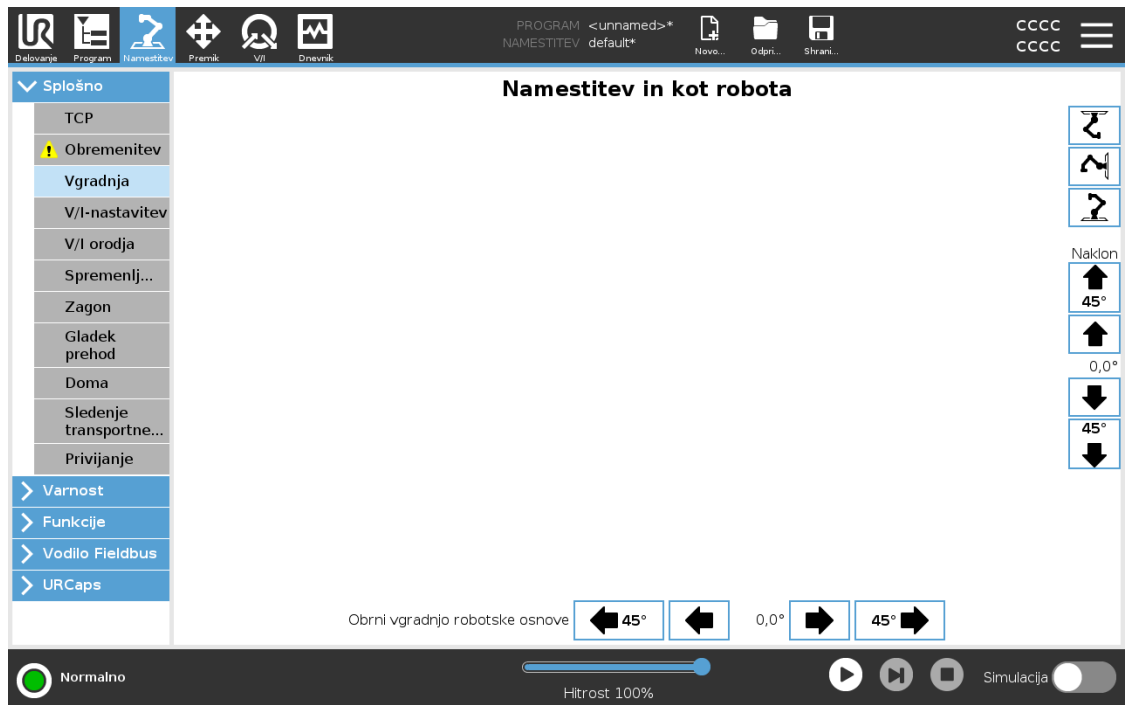 PROGRAM <unnamed>*
NAMESTITEV default*
CCCC
CCCC
Delovanje Program Namestitev Premik V/I Dnevnik Novo... Odpri... Shrani...
Splošno
TCP
Obremenitev
Vgradnja
V/I-nastavitev
V/I orodja
Spremenlj...
Zagon
Gladek
prehod
Doma
Sledenje
transportne...
Privijanje
Varnost
Funkcije
Vodilo Fieldbus
URCaps
Namestitev in kot robota
Naklon
45°
0,0°
45°
Obrni vgradnjo robotske osnove 45° 0,0° 45°
Normalno
Hitrost 100%
Simulacija